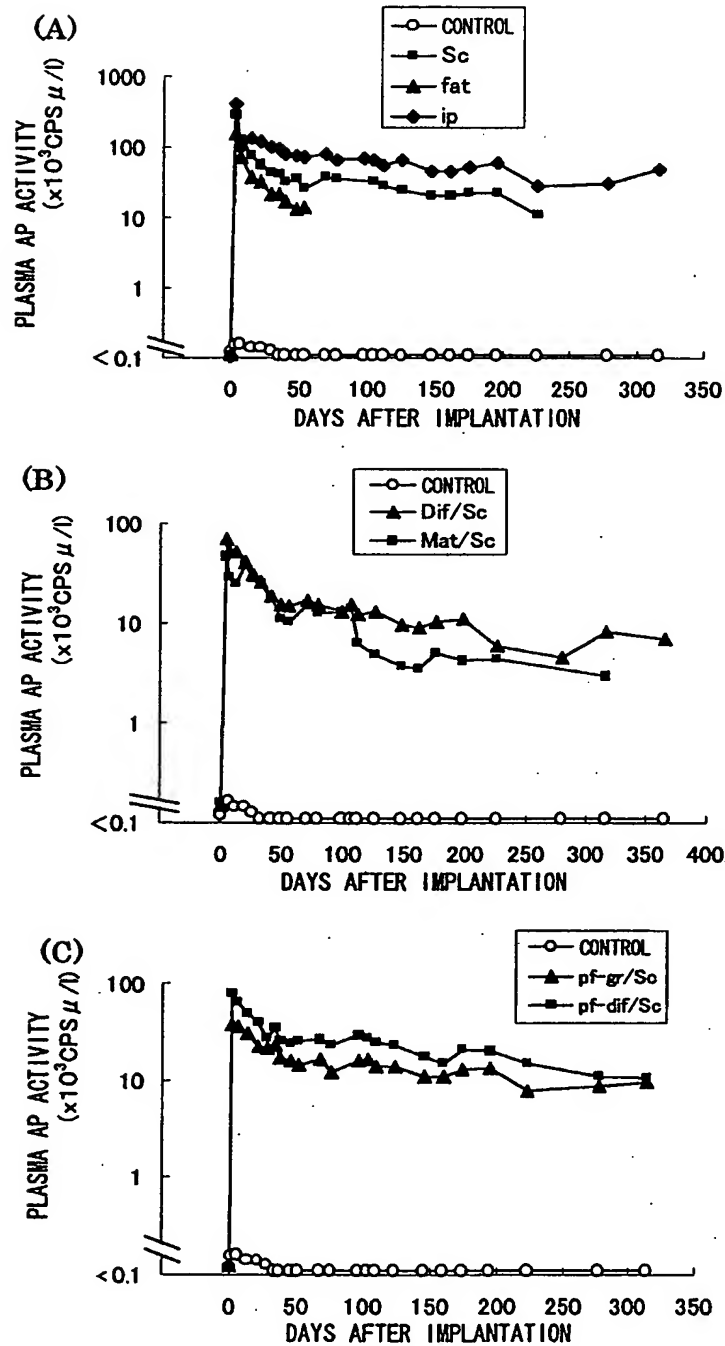 (A)
CONTROL
Sc
fat
ip
PLASMA AP ACTIVITY
(x10³CPS μ/l)
1000
100
10
1
<0.1
0 50 100 150 200 250 300 350
DAYS AFTER IMPLANTATION
(B)
CONTROL
Dif/Sc
Mat/Sc
PLASMA AP ACTIVITY
(x10³CPS μ/l)
100
10
1
<0.1
0 50 100 150 200 250 300 350 400
DAYS AFTER IMPLANTATION
(C)
CONTROL
pf-gr/Sc
pf-dif/Sc
PLASMA AP ACTIVITY
(x10³CPS μ/l)
100
10
1
<0.1
0 50 100 150 200 250 300 350
DAYS AFTER IMPLANTATION